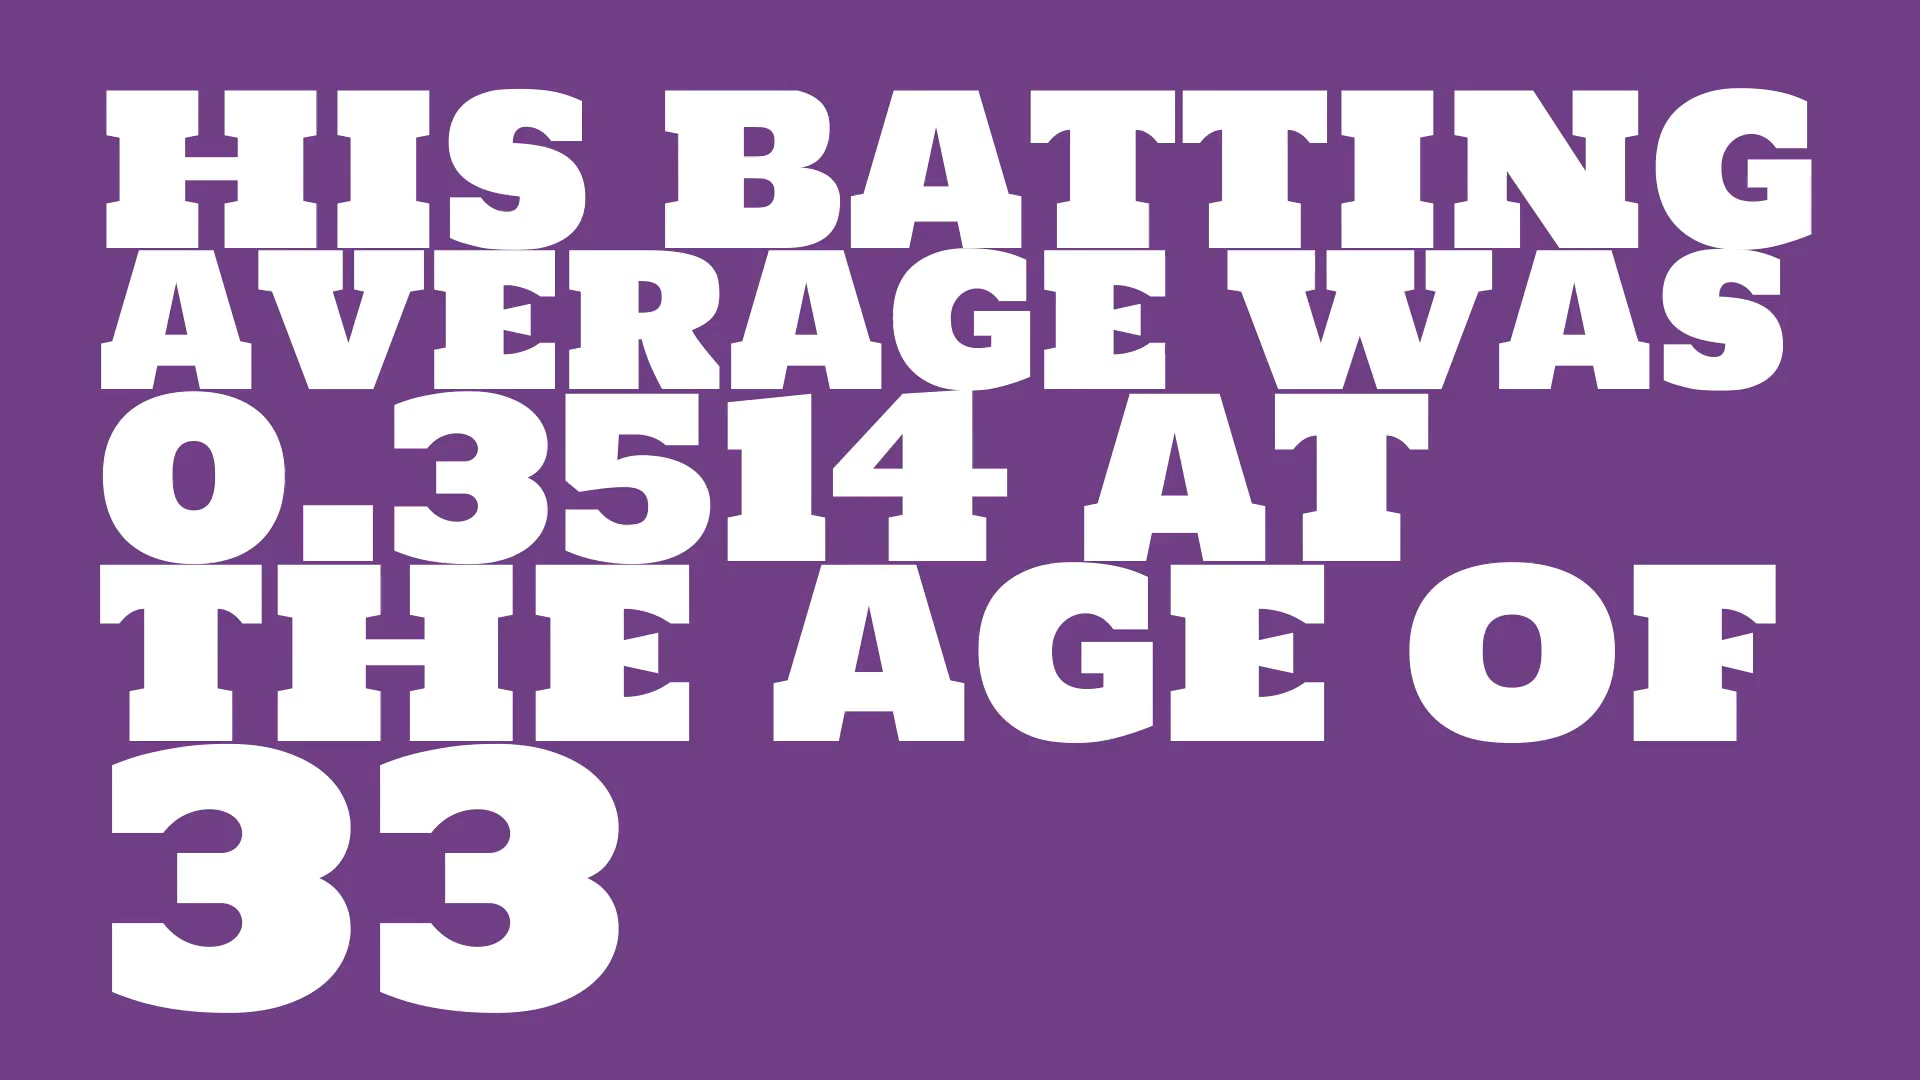 HIS BATTING
AVERAGE WAS
0.3514 AT
THE AGE OF
33